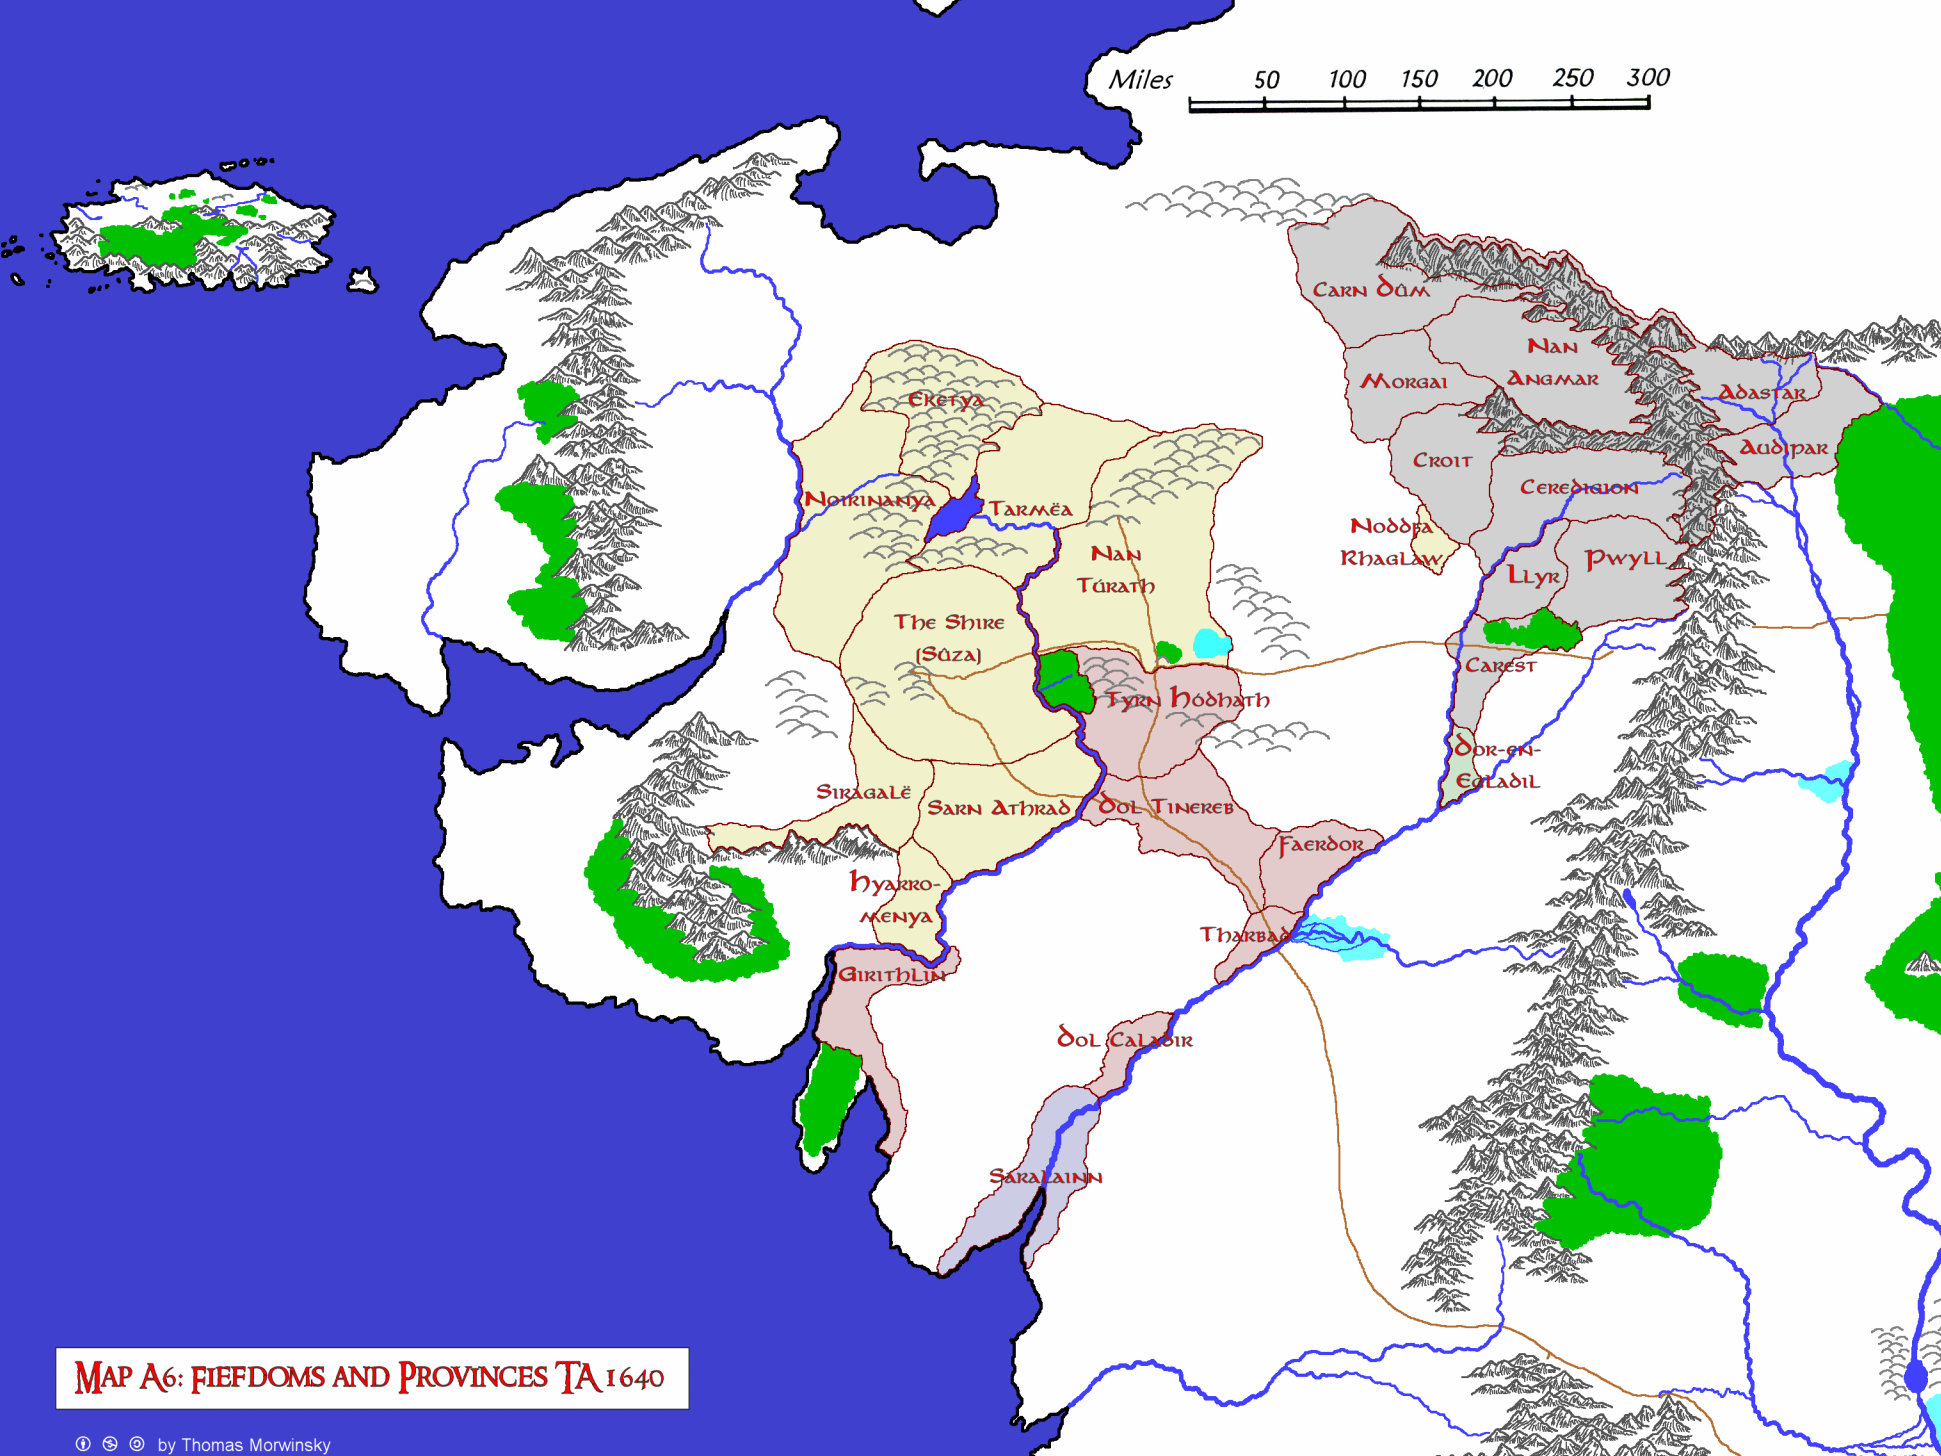 Miles 50 100 150 200 250 300
Carn Dûm
Nan
Angmar
Morgai
Adastar
Eketya
Audipar
Croit
Ceredigion
Noirinanya
Tarmëa
Noddfa
Rhaglaw
Nan
Túrath
Llyr
Pwyll
The Shire
(Sûza)
Carest
Tyrn Hódhath
Dor-en-
Egladil
Siragalë
Sarn Athrad
Dol Tinereb
Faerdor
Hyarro-
menya
Tharbad
Girithlin
Dol Caladir
Saralainn
Map A6: Fiefdoms and Provinces TA 1640
by Thomas Morwinsky